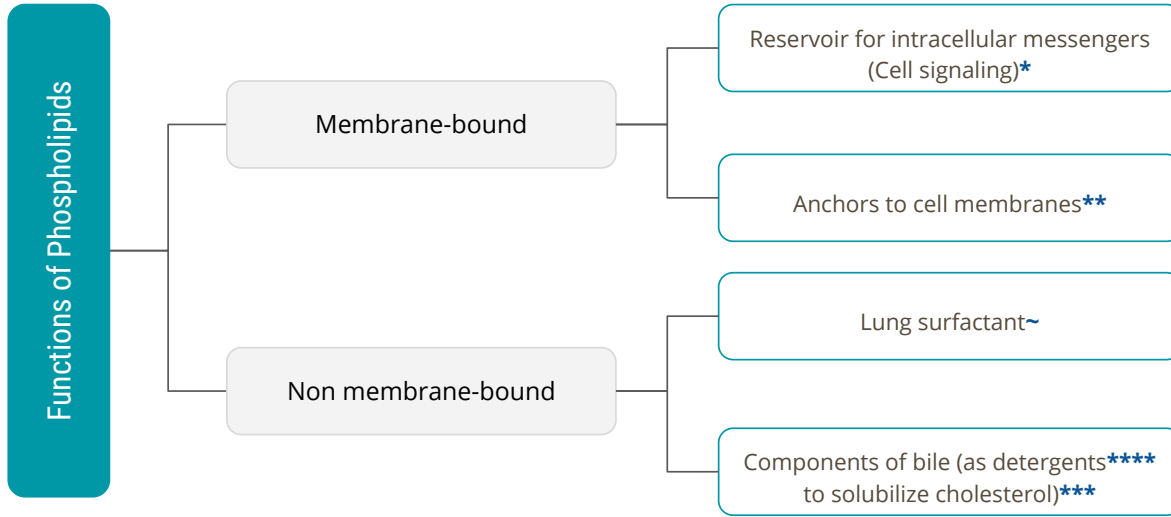 Functions of Phospholipids
Membrane-bound
Reservoir for intracellular messengers
(Cell signaling)*
Anchors to cell membranes**
Non membrane-bound
Lung surfactant~
Components of bile (as detergents****
to solubilize cholesterol)***